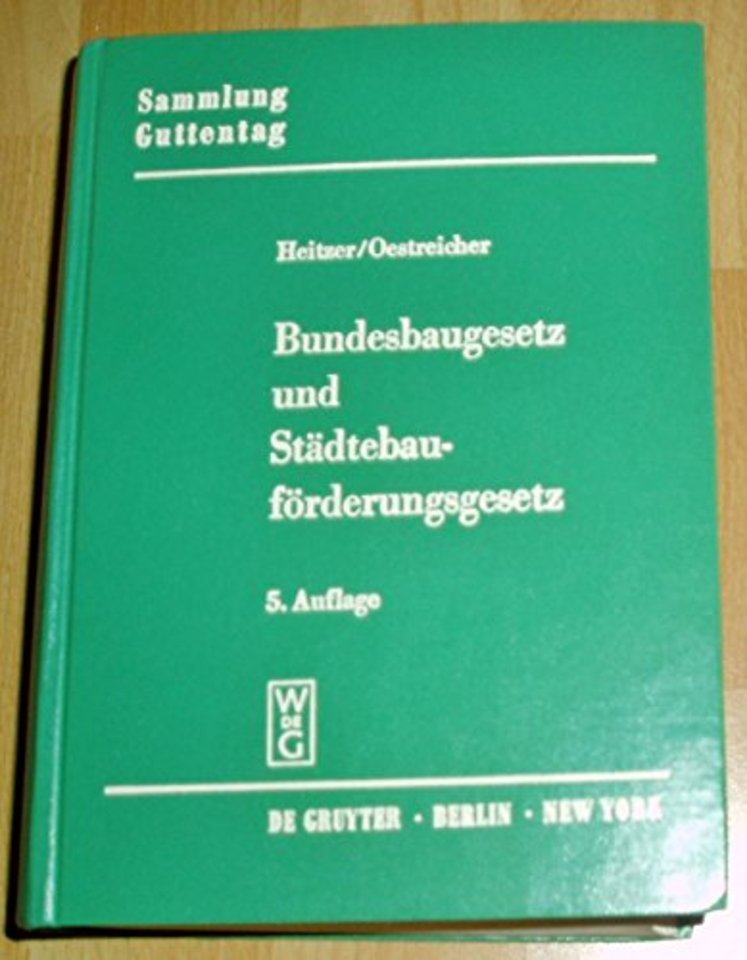 Sammlung
Guttentag
Heitzer/Oestreicher
Bundesbaugesetz
und
Städtebau-
förderungsgesetz
5. Auflage
W
DE
G
DE GRUYTER · BERLIN · NEW YORK